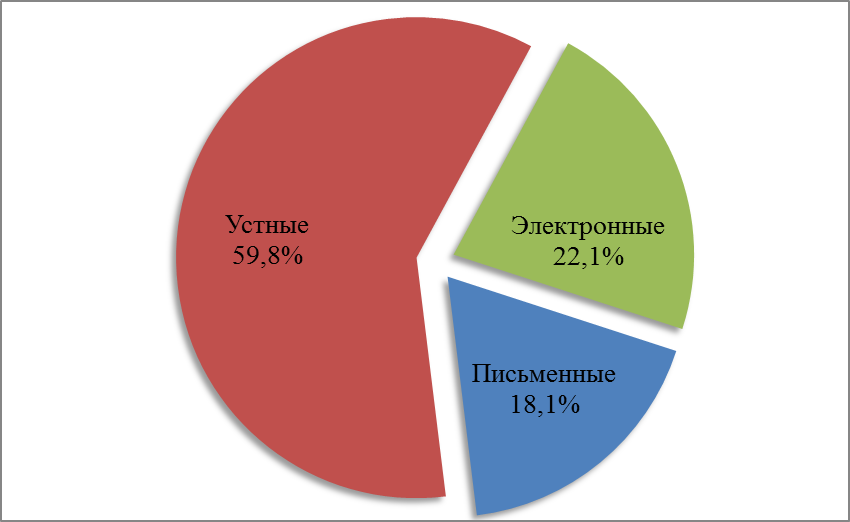 Устные
59,8%
Электронные
22,1%
Письменные
18,1%